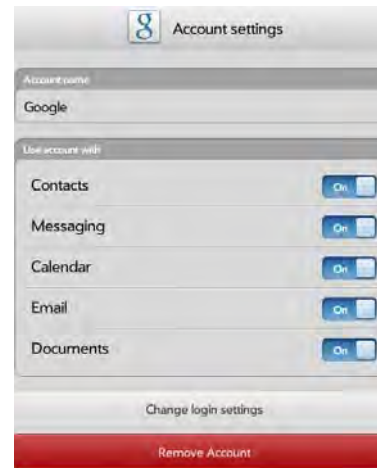 g Account settings
Account name
Google
Use account with
Contacts On
Messaging On
Calendar On
Email On
Documents On
Change login settings
Remove Account